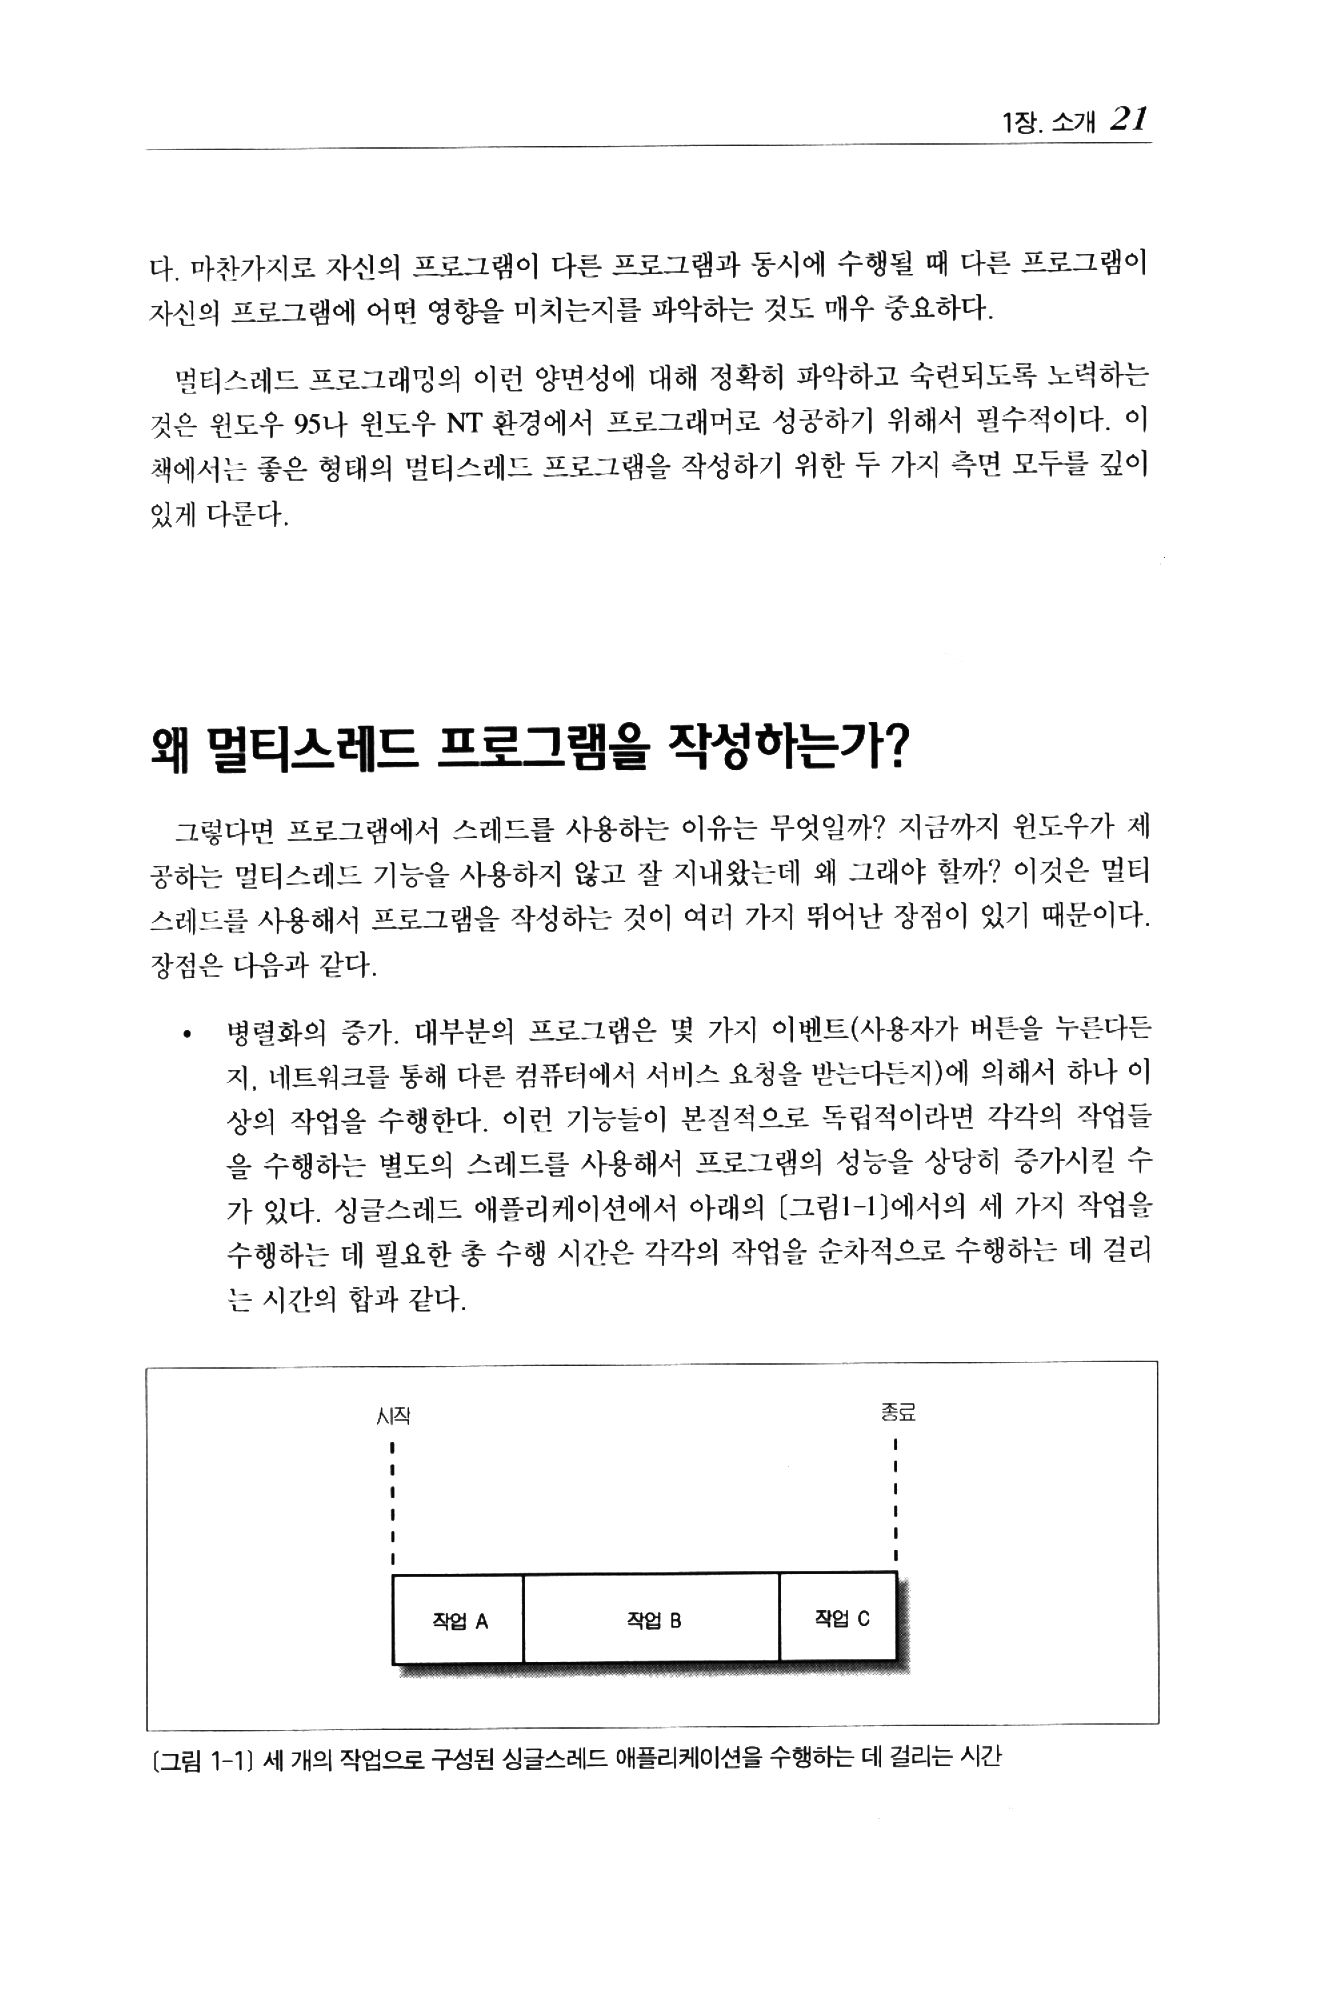 1장. 소개 21
다. 마찬가지로 자신의 프로그램이 다른 프로그램과 동시에 수행될 때 다른 프로그램이
자신의 프로그램에 어떤 영향을 미치는지를 파악하는 것도 매우 중요하다.
멀티스레드 프로그래밍의 이런 양면성에 대해 정확히 파악하고 숙련되도록 노력하는
것은 윈도우 95나 윈도우 NT 환경에서 프로그래머로 성공하기 위해서 필수적이다. 이
책에서는 좋은 형태의 멀티스레드 프로그램을 작성하기 위한 두 가지 측면 모두를 깊이
있게 다룬다.
왜 멀티스레드 프로그램을 작성하는가?
그렇다면 프로그램에서 스레드를 사용하는 이유는 무엇일까? 지금까지 윈도우가 제
공하는 멀티스레드 기능을 사용하지 않고 잘 지내왔는데 왜 그래야 할까? 이것은 멀티
스레드를 사용해서 프로그램을 작성하는 것이 여러 가지 뛰어난 장점이 있기 때문이다.
장점은 다음과 같다.
• 병렬화의 증가. 대부분의 프로그램은 몇 가지 이벤트(사용자가 버튼을 누른다든
지, 네트워크를 통해 다른 컴퓨터에서 서비스 요청을 받는다든지)에 의해서 하나 이
상의 작업을 수행한다. 이런 기능들이 본질적으로 독립적이라면 각각의 작업들
을 수행하는 별도의 스레드를 사용해서 프로그램의 성능을 상당히 증가시킬 수
가 있다. 싱글스레드 애플리케이션에서 아래의 [그림1-1]에서의 세 가지 작업을
수행하는 데 필요한 총 수행 시간은 각각의 작업을 순차적으로 수행하는 데 걸리
는 시간의 합과 같다.
시작 종료
작업 A 작업 B 작업 C
[그림 1-1] 세 개의 작업으로 구성된 싱글스레드 애플리케이션을 수행하는 데 걸리는 시간